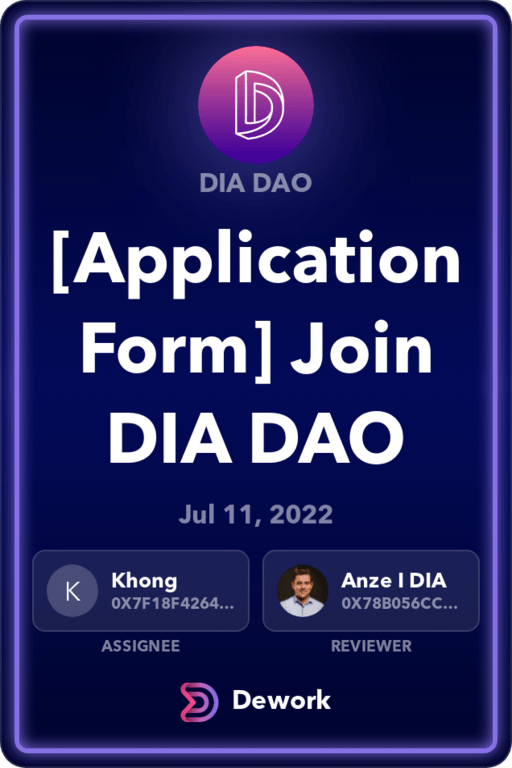 DIA DAO
[Application
Form] Join
DIA DAO
Jul 11, 2022
K
Khong
0X7F18F4264...
Anze I DIA
0X78B056CC...
ASSIGNEE
REVIEWER
Dework